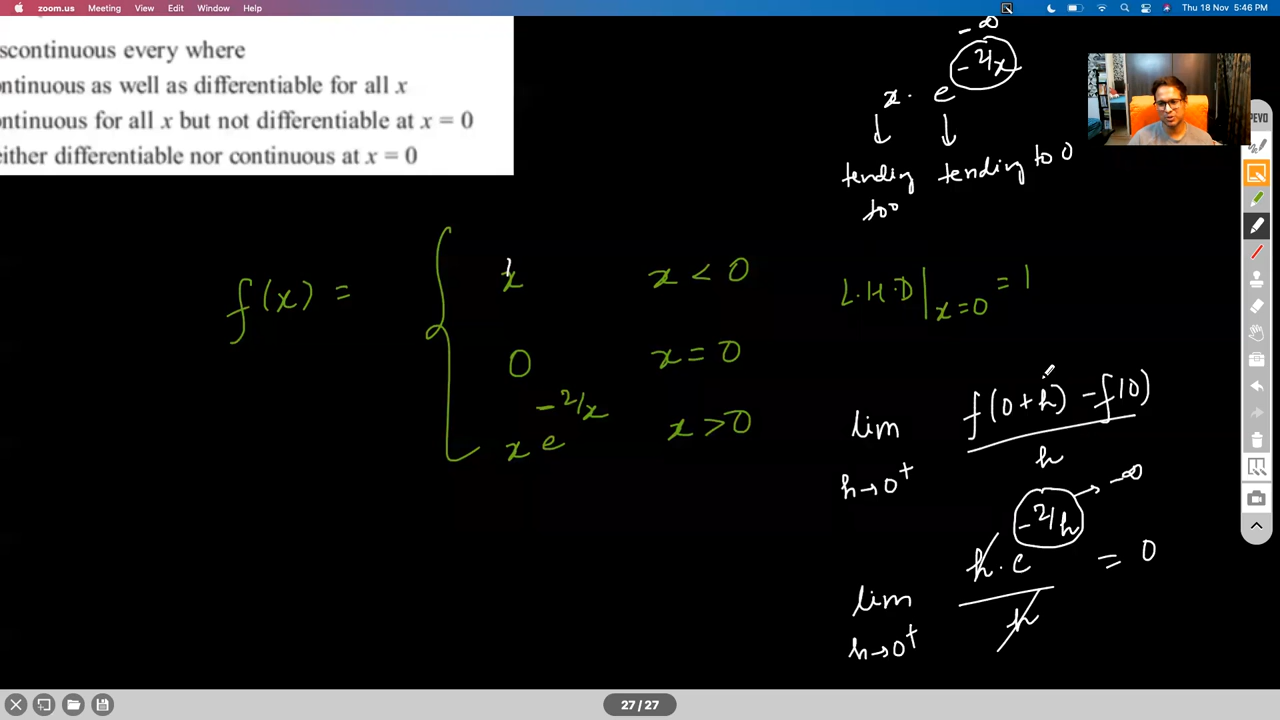 zoom.us Meeting View Edit Window Help Thu 18 Nov 5:46 PM
scontinuous every where
ntinuous as well as differentiable for all x
ontinuous for all x but not differentiable at x = 0
either differentiable nor continuous at x = 0
-∞
x · e^(-2/x)
tending to 0 tending to 0
f(x) = { x x < 0
0 x = 0
x e^(-2/x) x > 0
L.H.D|x=0 = 1
lim h→0⁺ f(0+h) - f(0) / h
lim h→0⁺ h · e^(-2/h) / h = 0
→ -∞
27 / 27